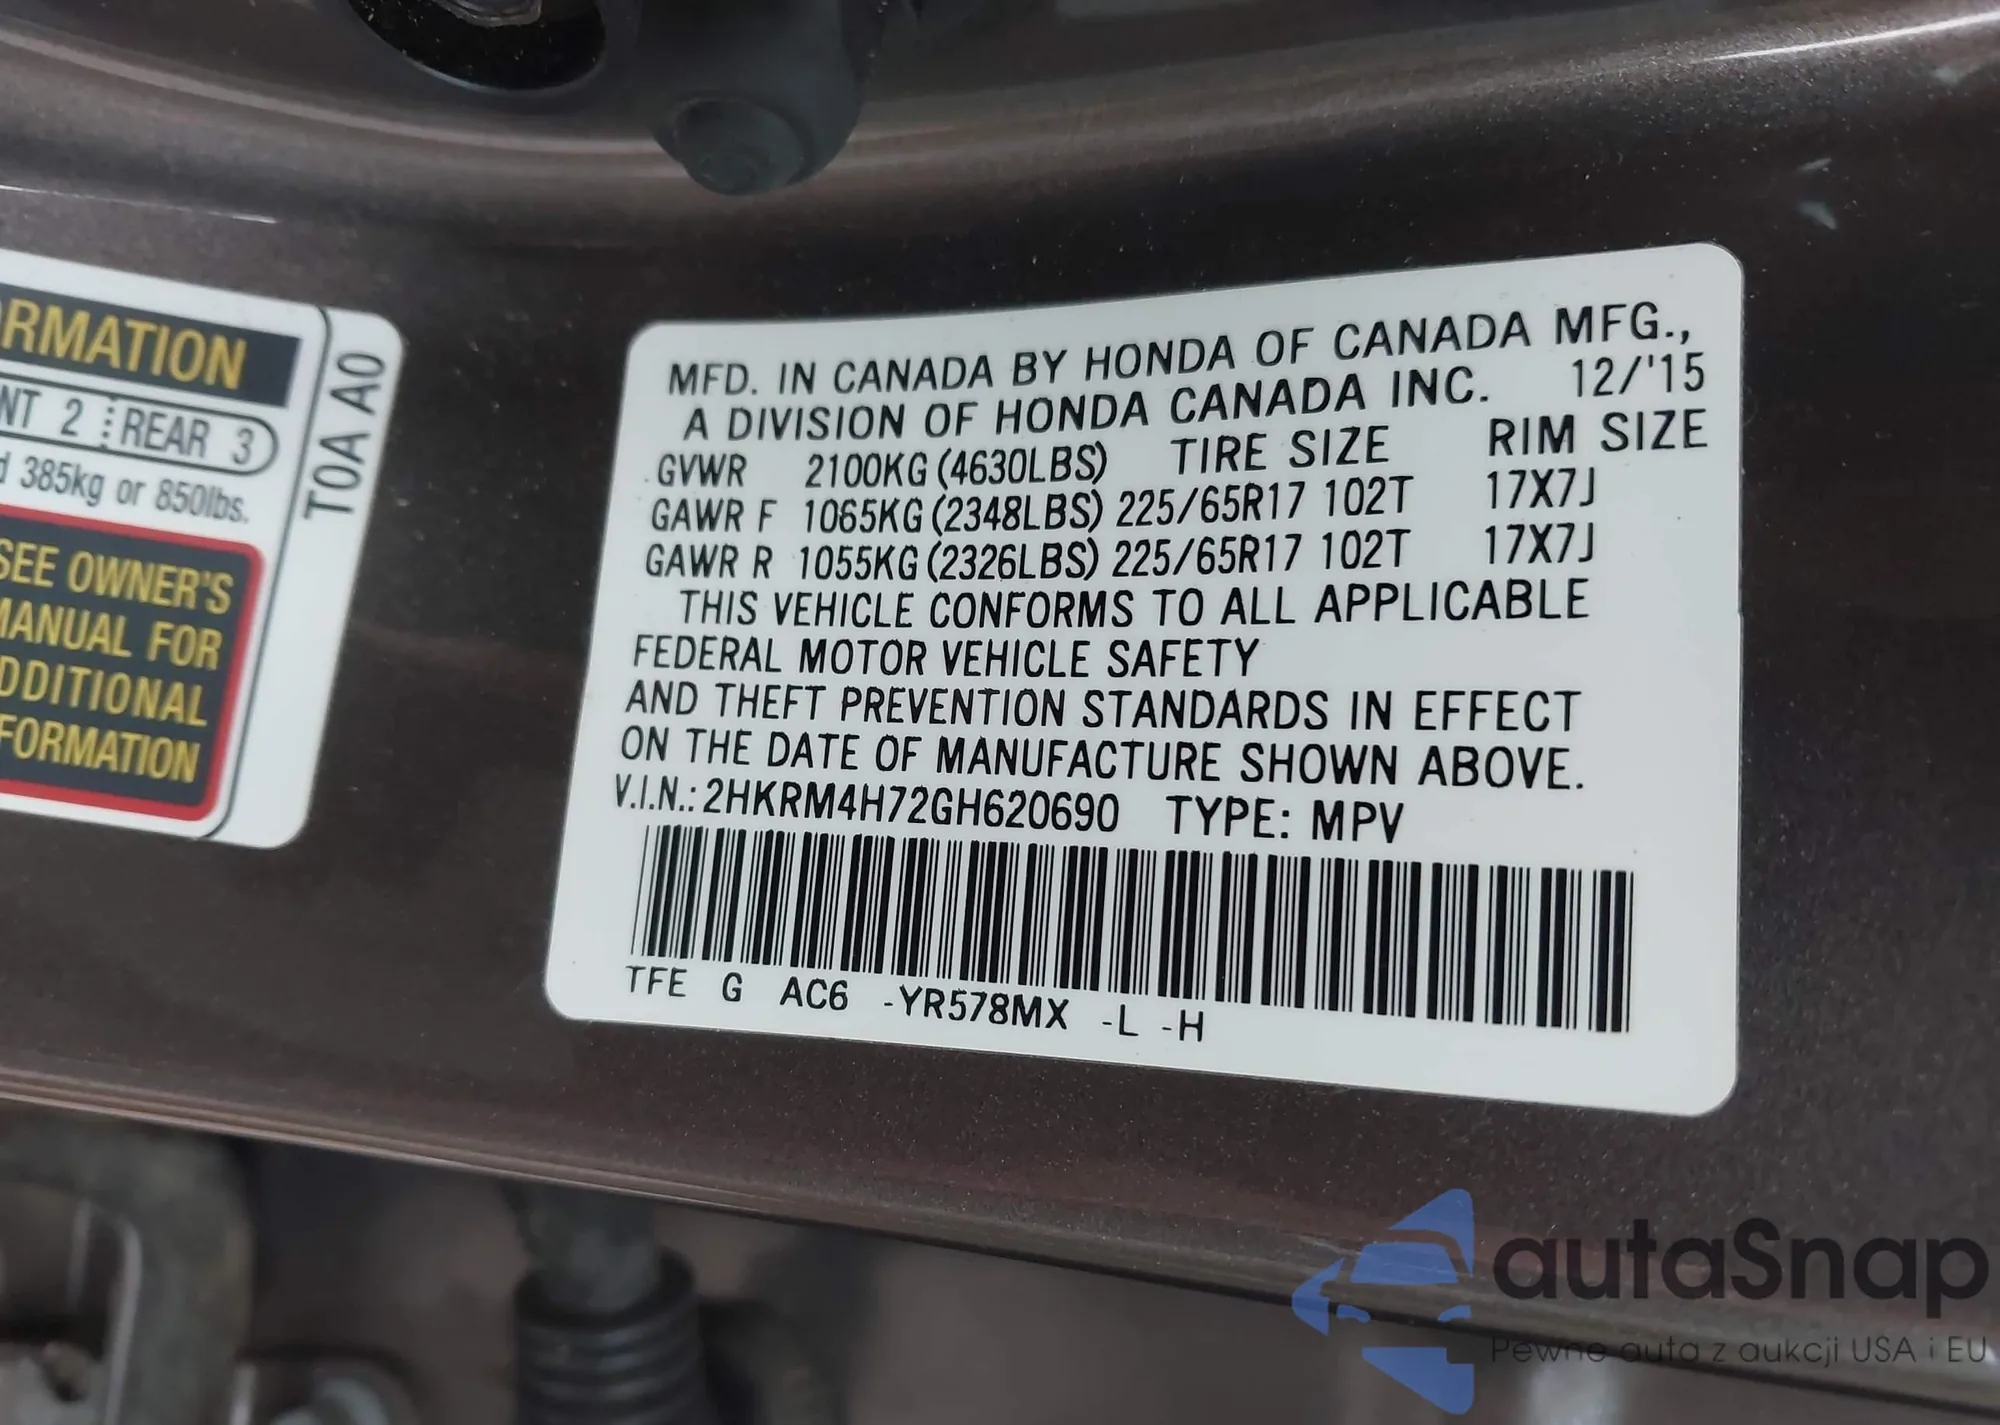 ORMATION
NT 2 REAR 3
d 385kg or 850lbs.
SEE OWNER'S
MANUAL FOR
DDITIONAL
FORMATION
T0A A0
MFD. IN CANADA BY HONDA OF CANADA MFG.,
A DIVISION OF HONDA CANADA INC. 12/'15
GVWR 2100KG (4630LBS) TIRE SIZE RIM SIZE
GAWR F 1065KG (2348LBS) 225/65R17 102T 17X7J
GAWR R 1055KG (2326LBS) 225/65R17 102T 17X7J
THIS VEHICLE CONFORMS TO ALL APPLICABLE
FEDERAL MOTOR VEHICLE SAFETY
AND THEFT PREVENTION STANDARDS IN EFFECT
ON THE DATE OF MANUFACTURE SHOWN ABOVE.
V.I.N.: 2HKRM4H72GH620690 TYPE: MPV
TFE G AC6 -YR578MX -L -H
autaSnap
Pewne auta z aukcji USA i EU